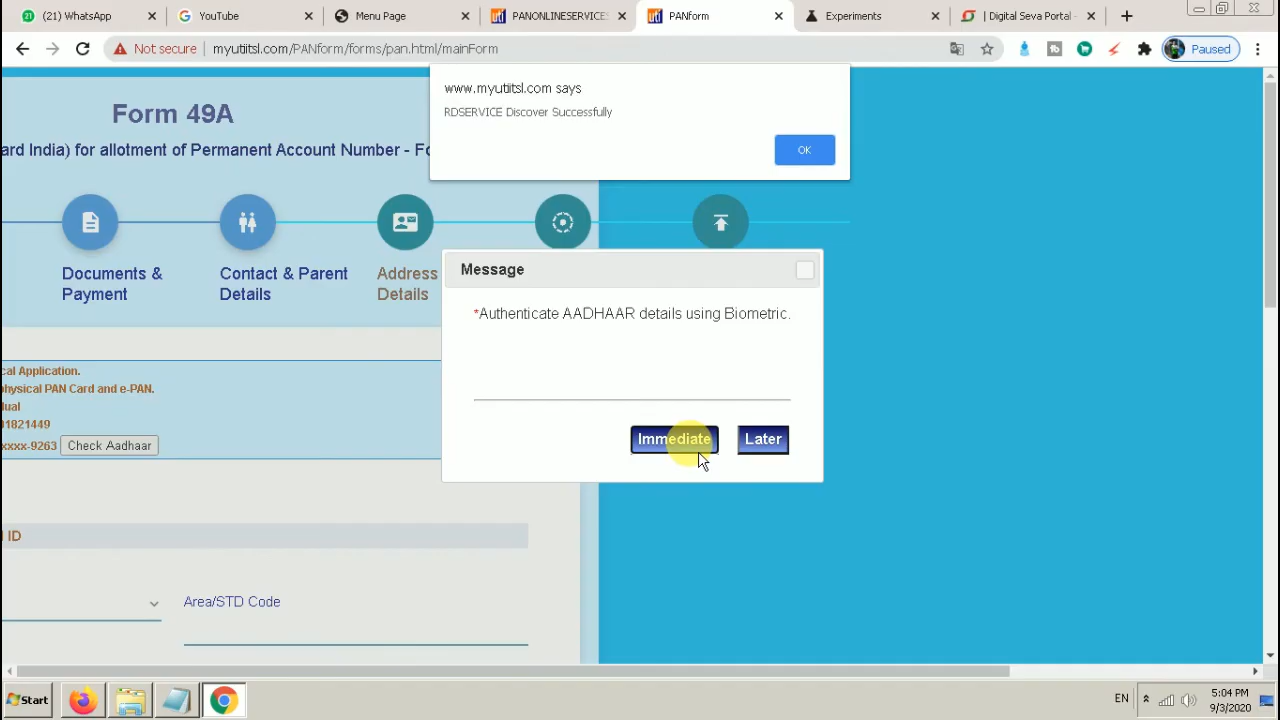 (21) WhatsApp
YouTube
Menu Page
PANONLINESERVICES
PANform
Experiments
| Digital Seva Portal -
Not secure
myutiitsl.com/PANform/forms/pan.html/mainForm
Paused
www.myutiitsl.com says
RDSERVICE Discover Successfully
OK
Form 49A
ard India) for allotment of Permanent Account Number - Fo
Documents &
Payment
Contact & Parent
Details
Address
Details
Message
*Authenticate AADHAAR details using Biometric.
Immediate
Later
cal Application.
physical PAN Card and e-PAN.
dual
01821449
xxxx-9263
Check Aadhaar
ID
Area/STD Code
Start
EN
5:04 PM
9/3/2020